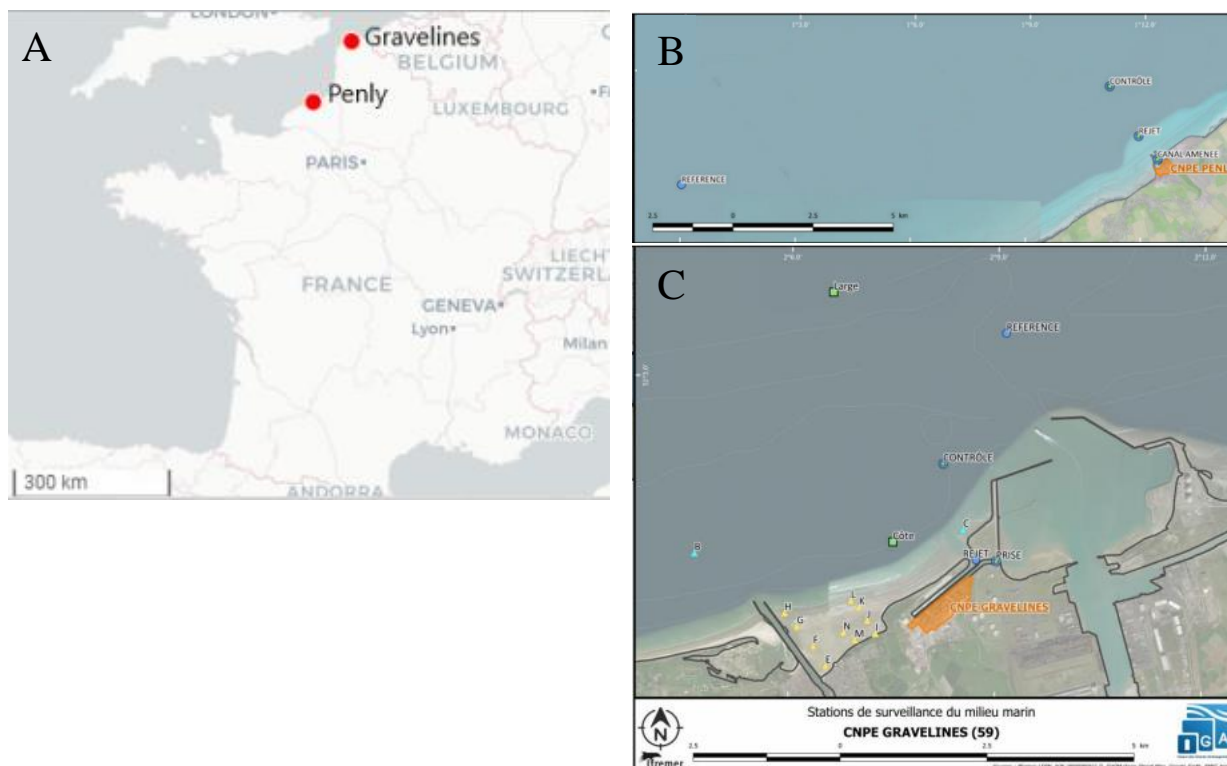 A
LONDON
Gravelines
BELGIUM
Penly
LUXEMBOURG
PARIS
FRANCE
SWITZERLA
GENEVA
Lyon
Milan
MONACO
ANDORRA
300 km
B
CONTRÔLE
REJET
CANAL AMENEE
CNPE PENL
REFERENCE
2.5 0 2.5 5 km
C
Large
REFERENCE
CONTRÔLE
C
Côte
B
REJET PRISE
CNPE GRAVELINES
L
K
H
J
G
N
I
M
F
E
Stations de surveillance du milieu marin
CNPE GRAVELINES (59)
N
IGA
Ifremer
2.5 0 2.5 5 km